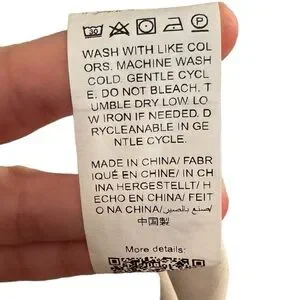 30 P
WASH WITH LIKE COL
ORS. MACHINE WASH
COLD. GENTLE CYCL
E. DO NOT BLEACH. T
UMBLE DRY LOW. LO
W IRON IF NEEDED. D
RYCLEANABLE IN GE
NTLE CYCLE.
MADE IN CHINA/ FABR
IQUÉ EN CHINE/ IN CH
INA HERGESTELLT/ H
ECHO EN CHINA/ FEIT
O NA CHINA/صنع بالصين/
中国製
More details: